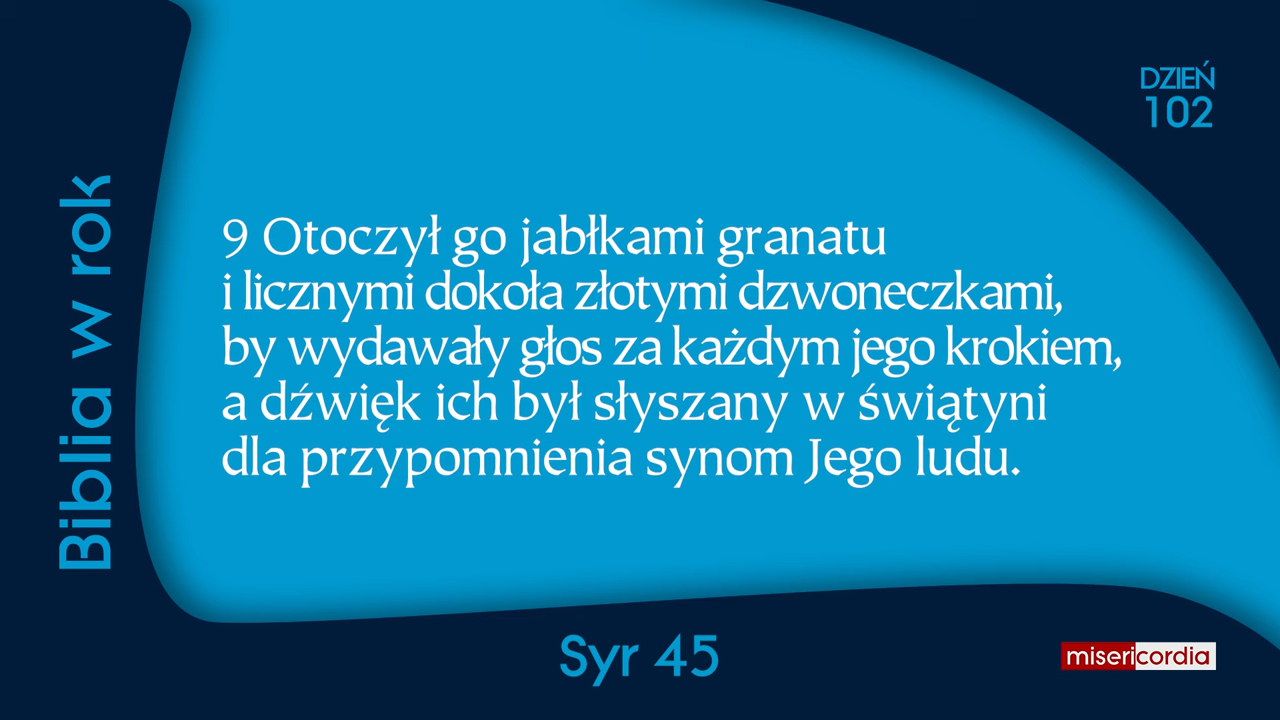 DZIEŃ
102
Biblia w rok
9 Otoczył go jabłkami granatu
i licznymi dokoła złotymi dzwoneczkami,
by wydawały głos za każdym jego krokiem,
a dźwięk ich był słyszany w świątyni
dla przypomnienia synom Jego ludu.
Syr 45
misericordia